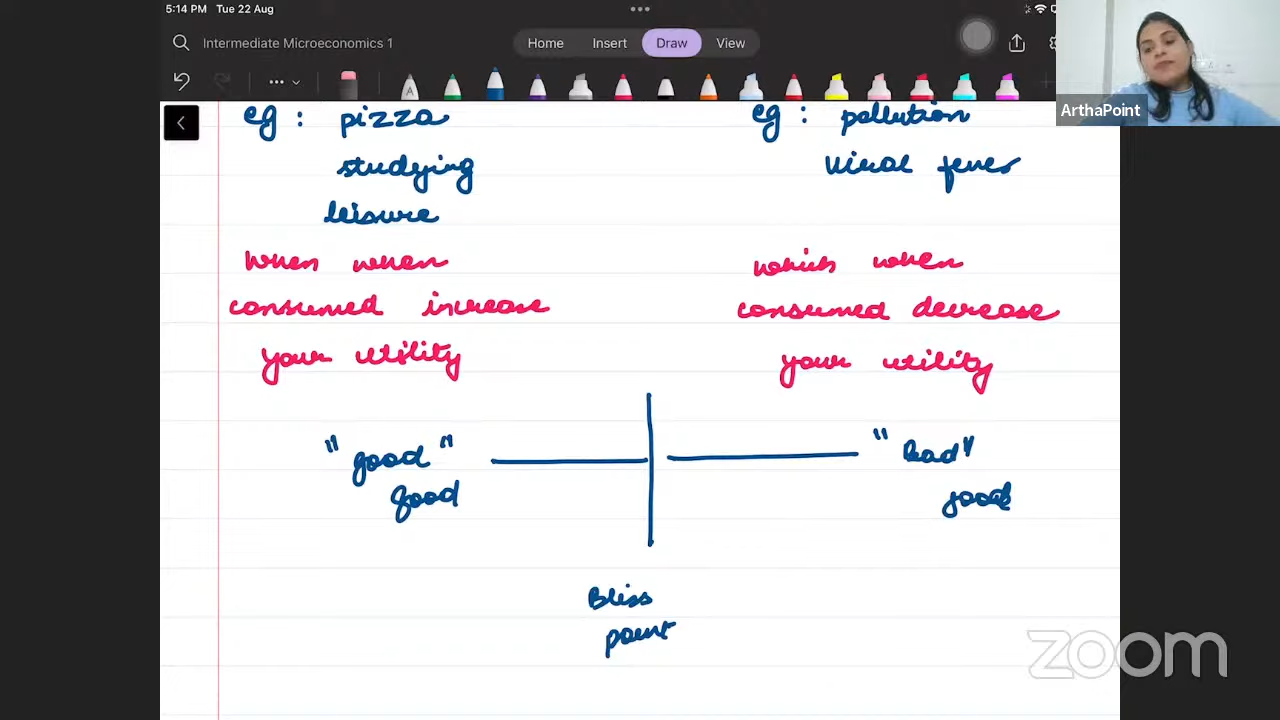 5:14 PM Tue 22 Aug
Intermediate Microeconomics 1
Home Insert Draw View
ArthaPoint
A
eg : pizza
studying
leisure
eg : pollution
viral fever
when when
consumed increase
your utility
which when
consumed decrease
your utility
"good"
good
"bad"
good
Bliss
point
zoom